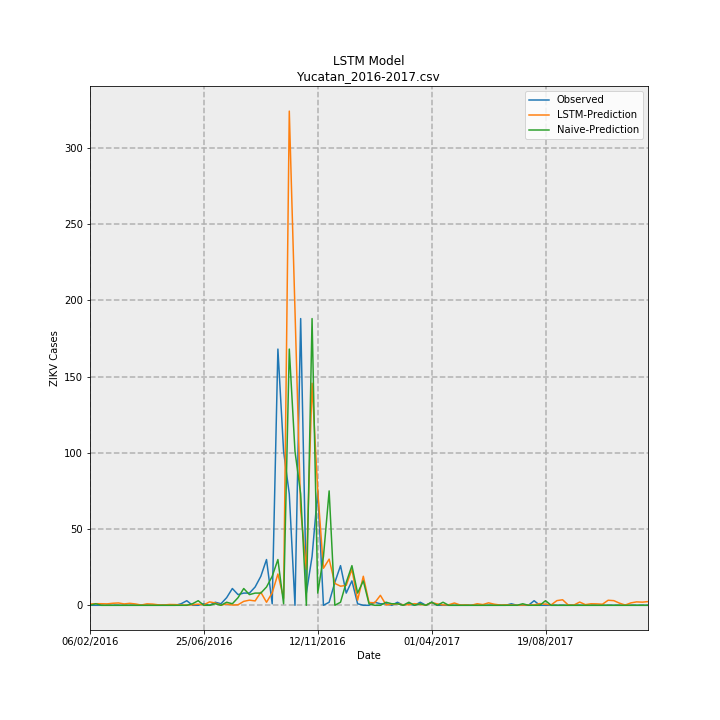 LSTM Model
Yucatan_2016-2017.csv
Observed
LSTM-Prediction
Naive-Prediction
300
250
200
150
100
50
0
ZIKV Cases
06/02/2016
25/06/2016
12/11/2016
01/04/2017
19/08/2017
Date